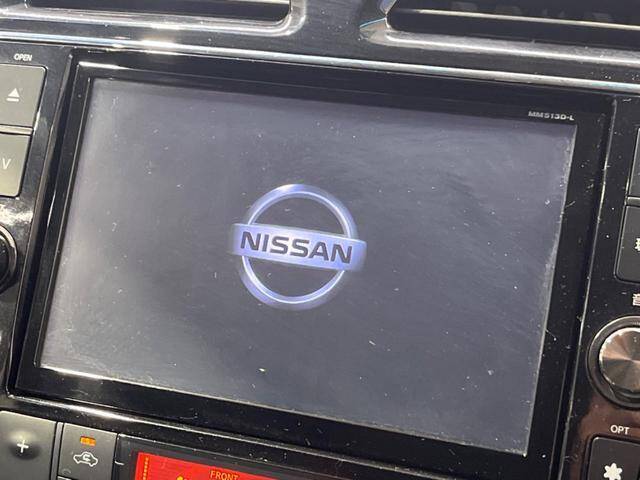 OPEN
MM513D-L
V
NISSAN
OPT
FRONT